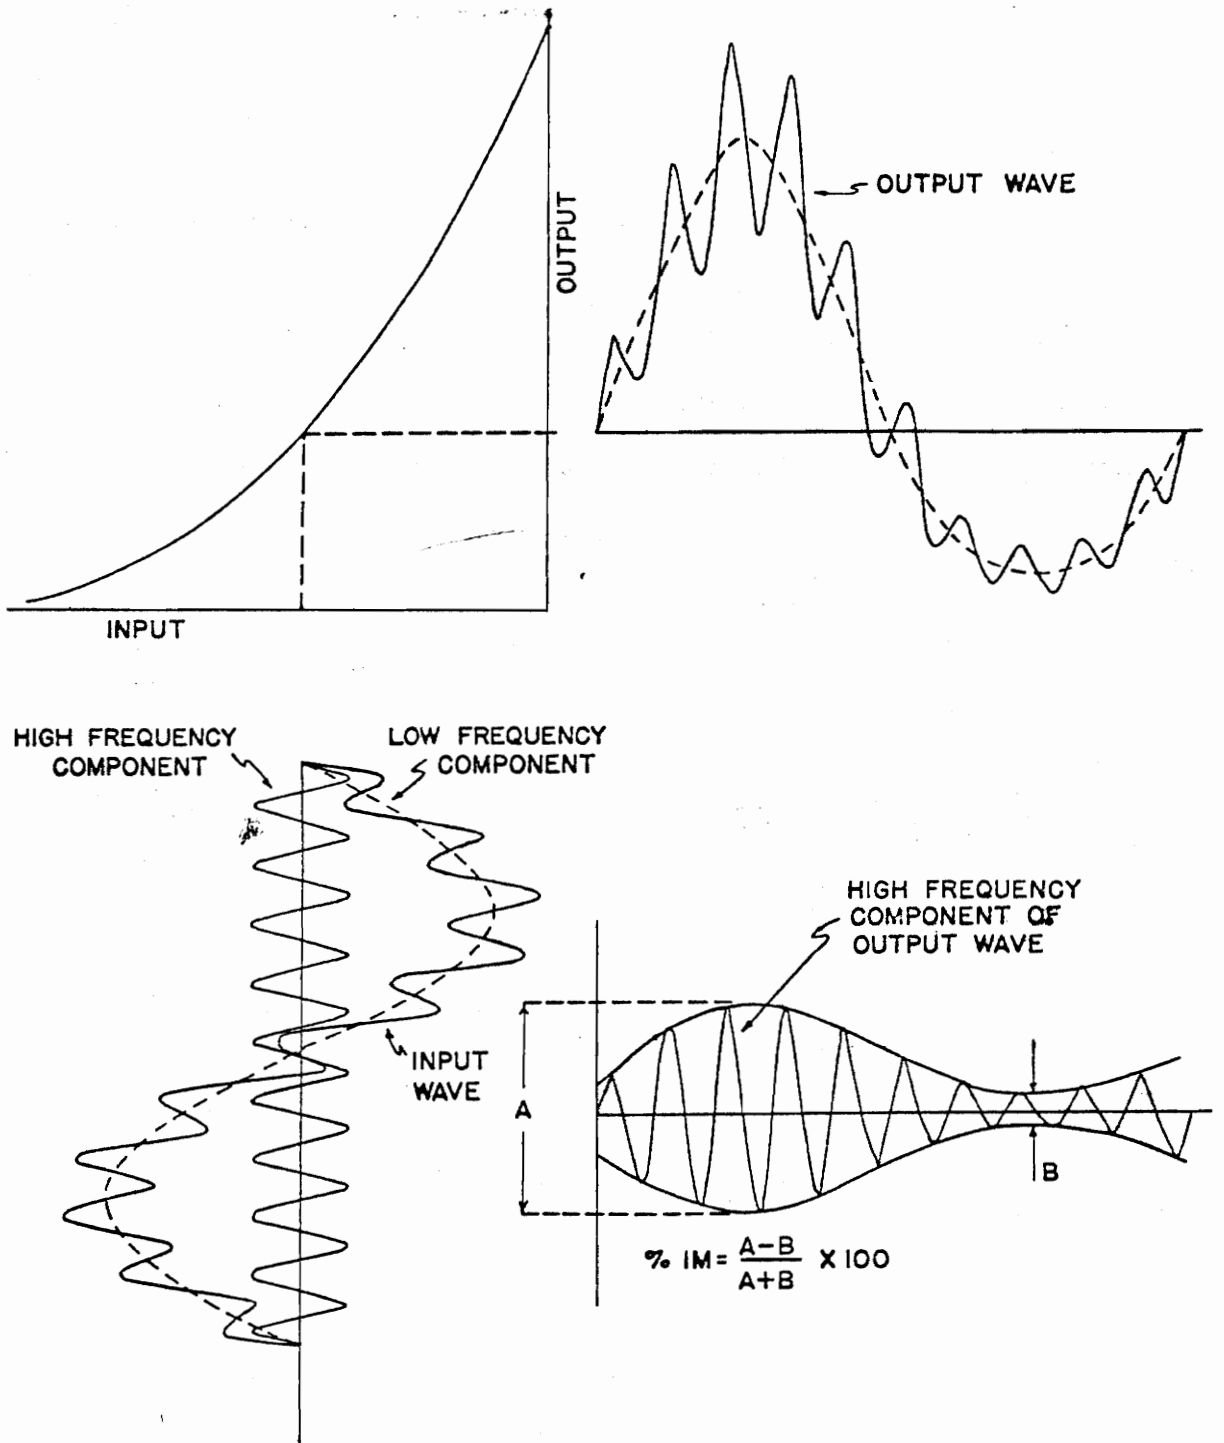 OUTPUT
OUTPUT WAVE
INPUT
HIGH FREQUENCY
COMPONENT
LOW FREQUENCY
COMPONENT
INPUT
WAVE
HIGH FREQUENCY
COMPONENT OF
OUTPUT WAVE
A
B
% IM = A-B / A+B X 100